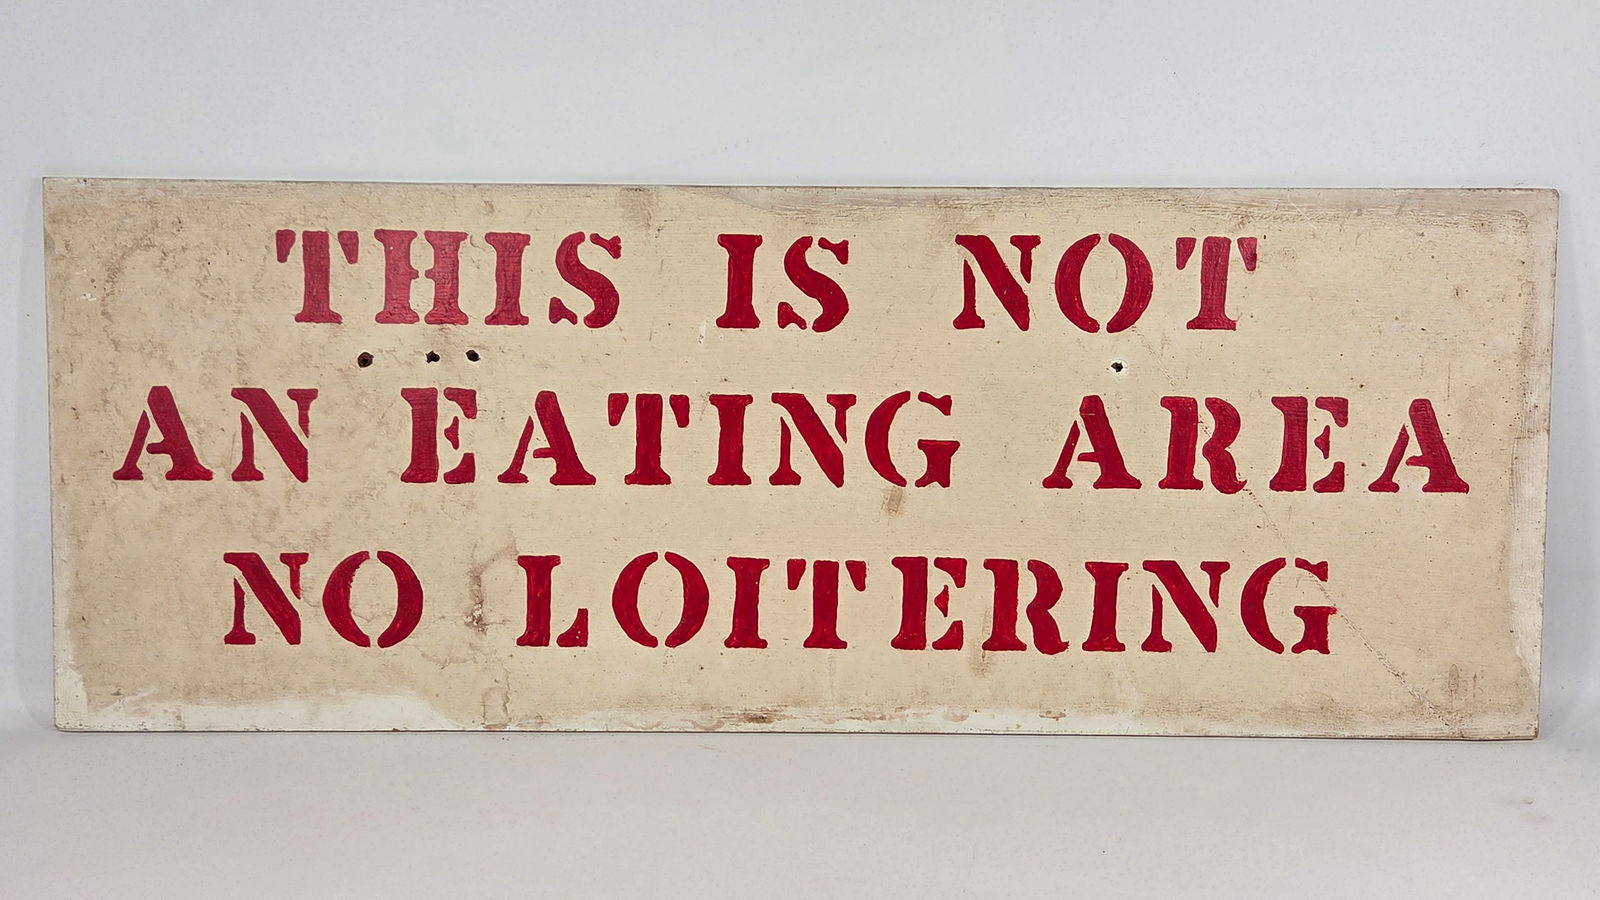 THIS IS NOT
AN EATING AREA
NO LOITERING